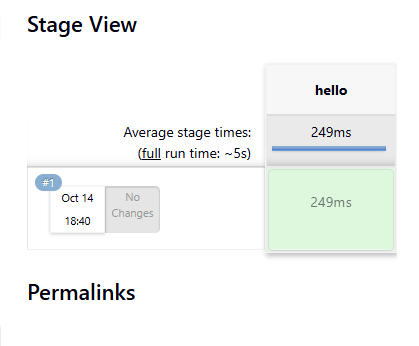 Stage View
hello
Average stage times:
(full run time: ~5s)
249ms
#1
Oct 14
18:40
No
Changes
249ms
Permalinks